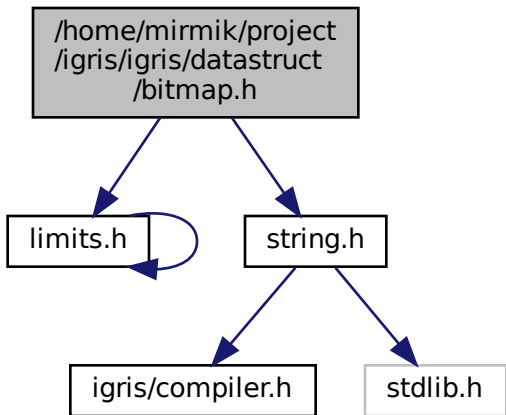 /home/mirmik/project
/igris/igris/datastruct
/bitmap.h
limits.h
string.h
igris/compiler.h
stdlib.h